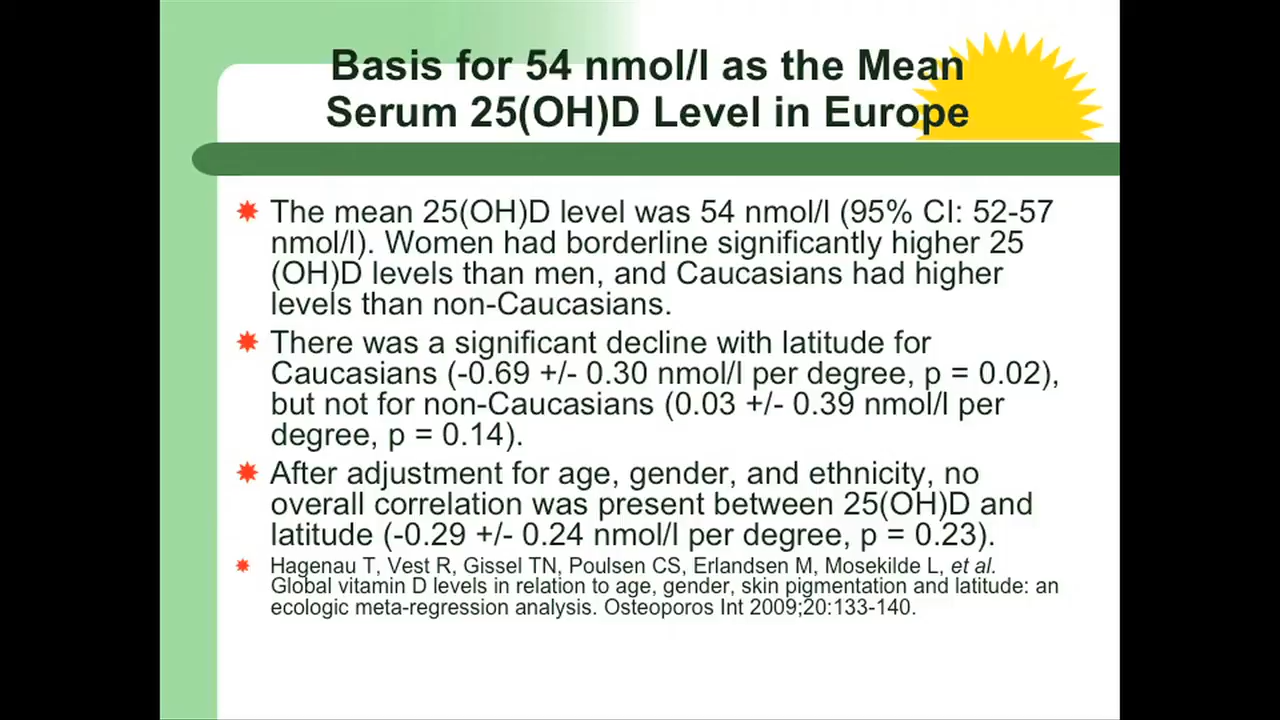 Basis for 54 nmol/l as the Mean
Serum 25(OH)D Level in Europe
The mean 25(OH)D level was 54 nmol/l (95% CI: 52-57
nmol/l). Women had borderline significantly higher 25
(OH)D levels than men, and Caucasians had higher
levels than non-Caucasians.
There was a significant decline with latitude for
Caucasians (-0.69 +/- 0.30 nmol/l per degree, p = 0.02),
but not for non-Caucasians (0.03 +/- 0.39 nmol/l per
degree, p = 0.14).
After adjustment for age, gender, and ethnicity, no
overall correlation was present between 25(OH)D and
latitude (-0.29 +/- 0.24 nmol/l per degree, p = 0.23).
Hagenau T, Vest R, Gissel TN, Poulsen CS, Erlandsen M, Mosekilde L, et al.
Global vitamin D levels in relation to age, gender, skin pigmentation and latitude: an
ecologic meta-regression analysis. Osteoporos Int 2009;20:133-140.